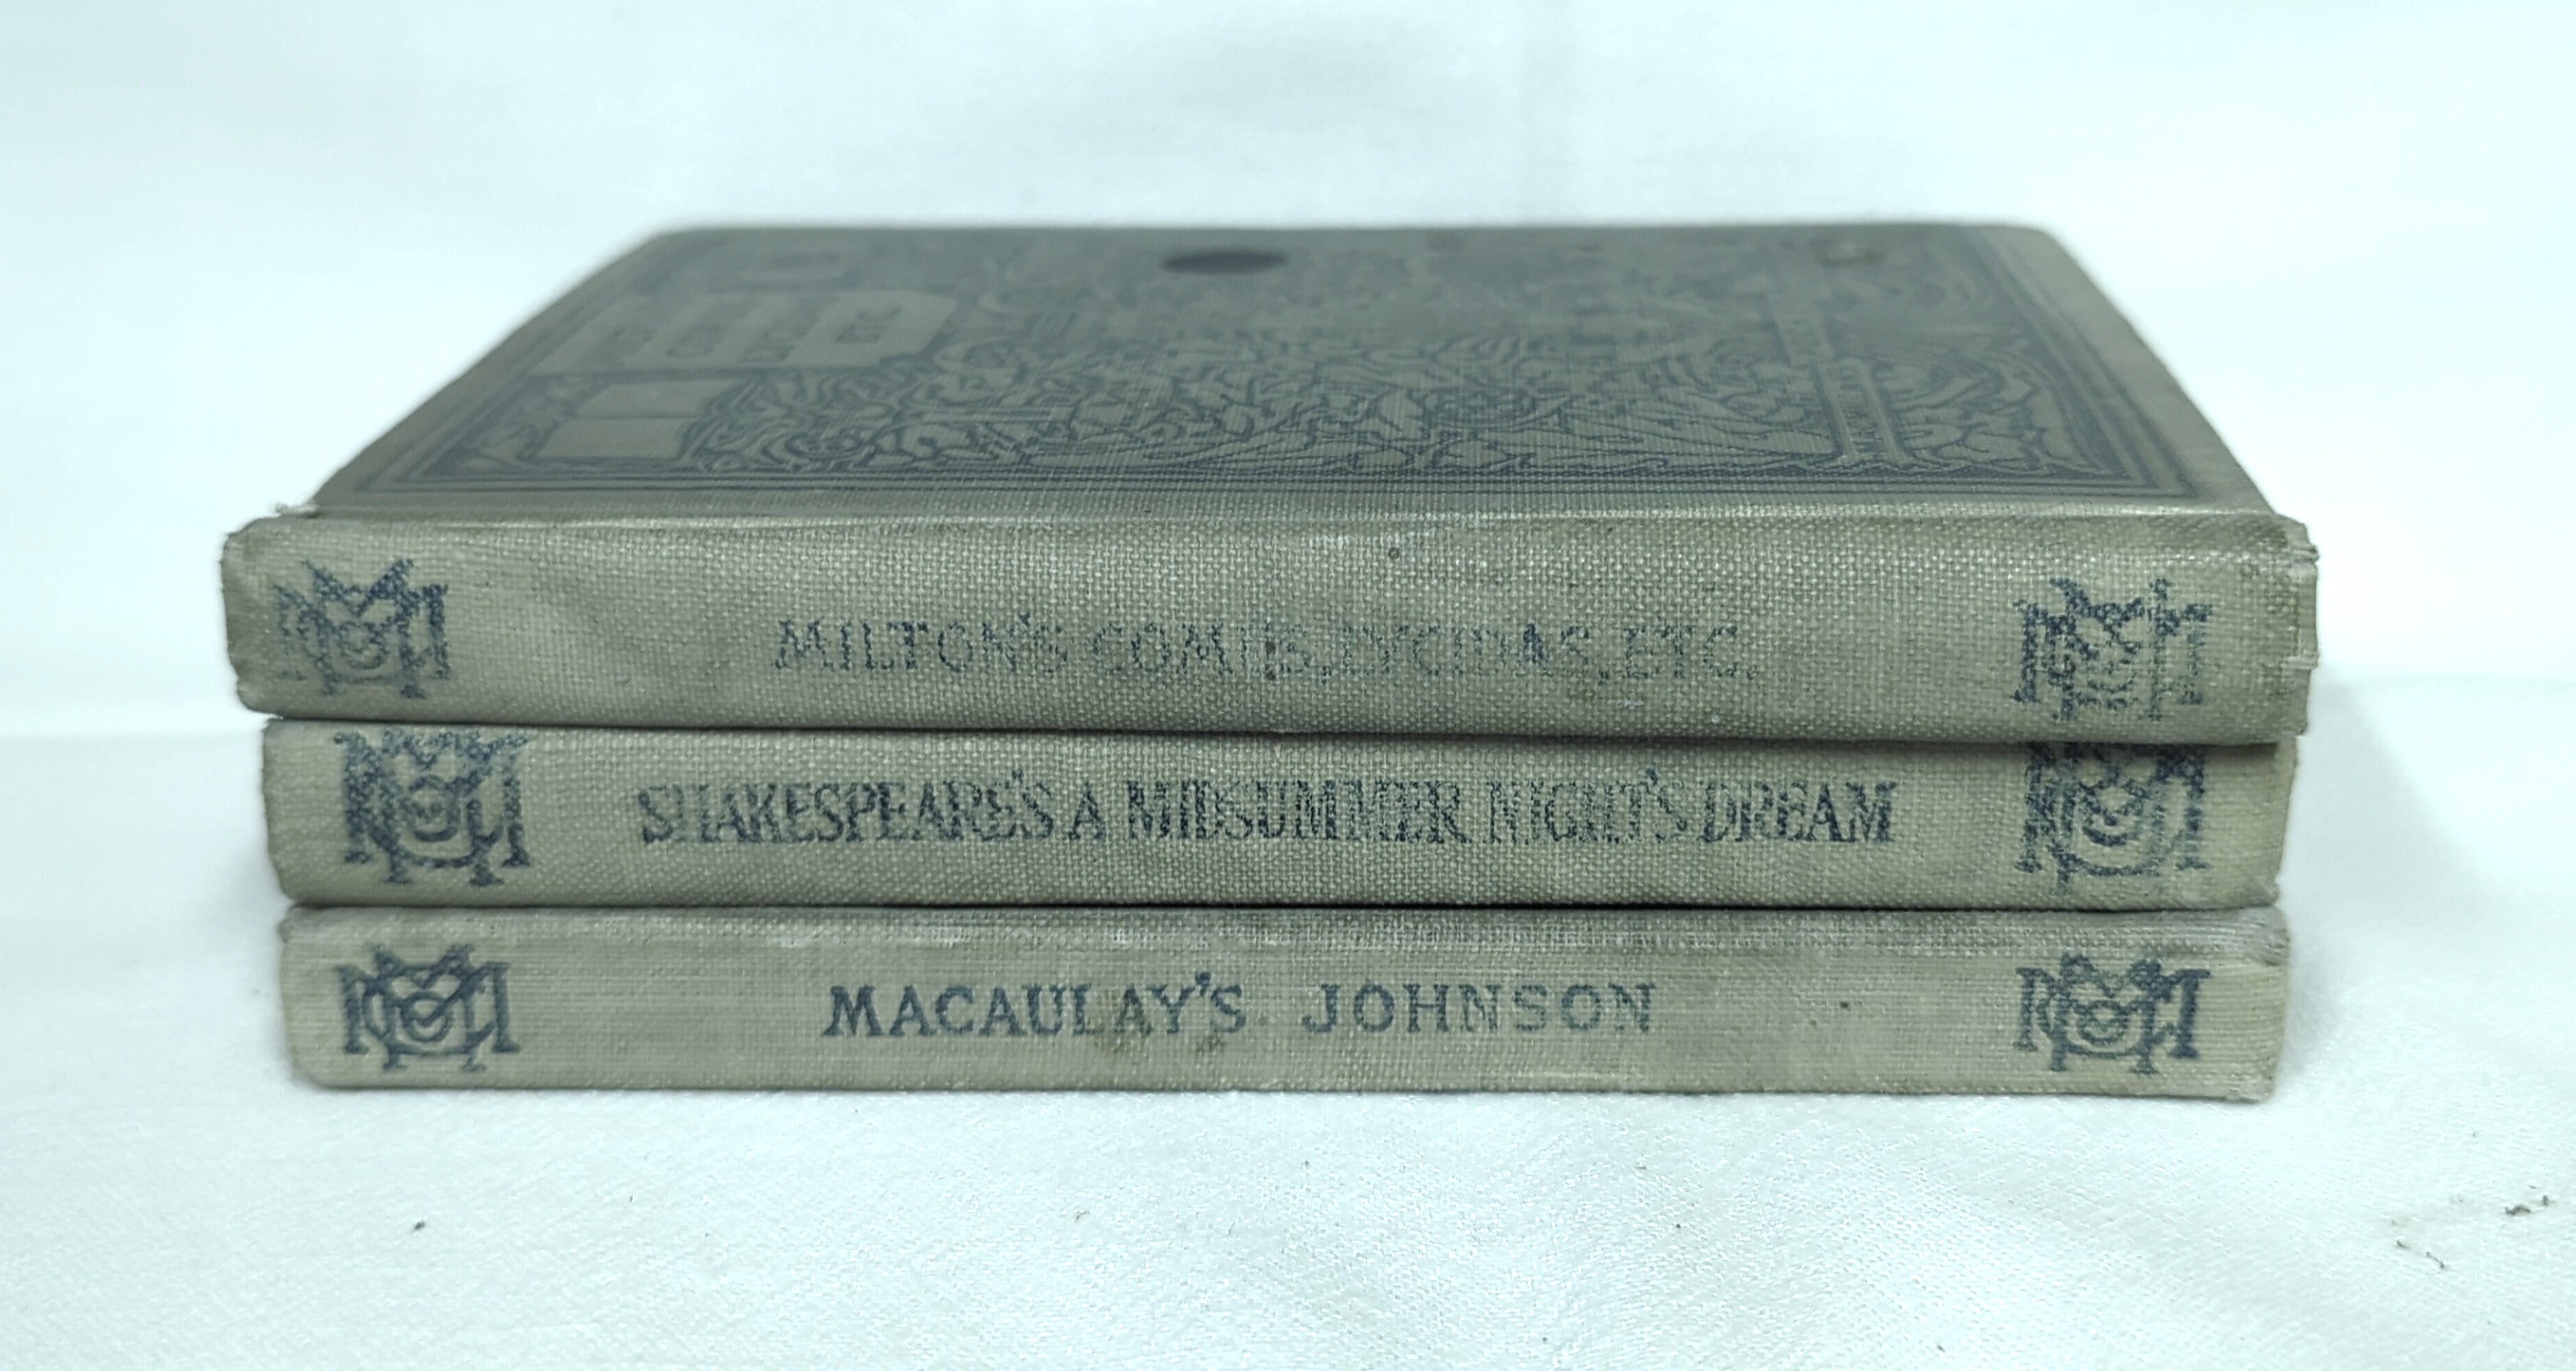 MILTON'S COMUS, LYCIDAS, ETC.
SHAKESPEARE'S A MIDSUMMER NIGHT'S DREAM
MACAULAY'S JOHNSON